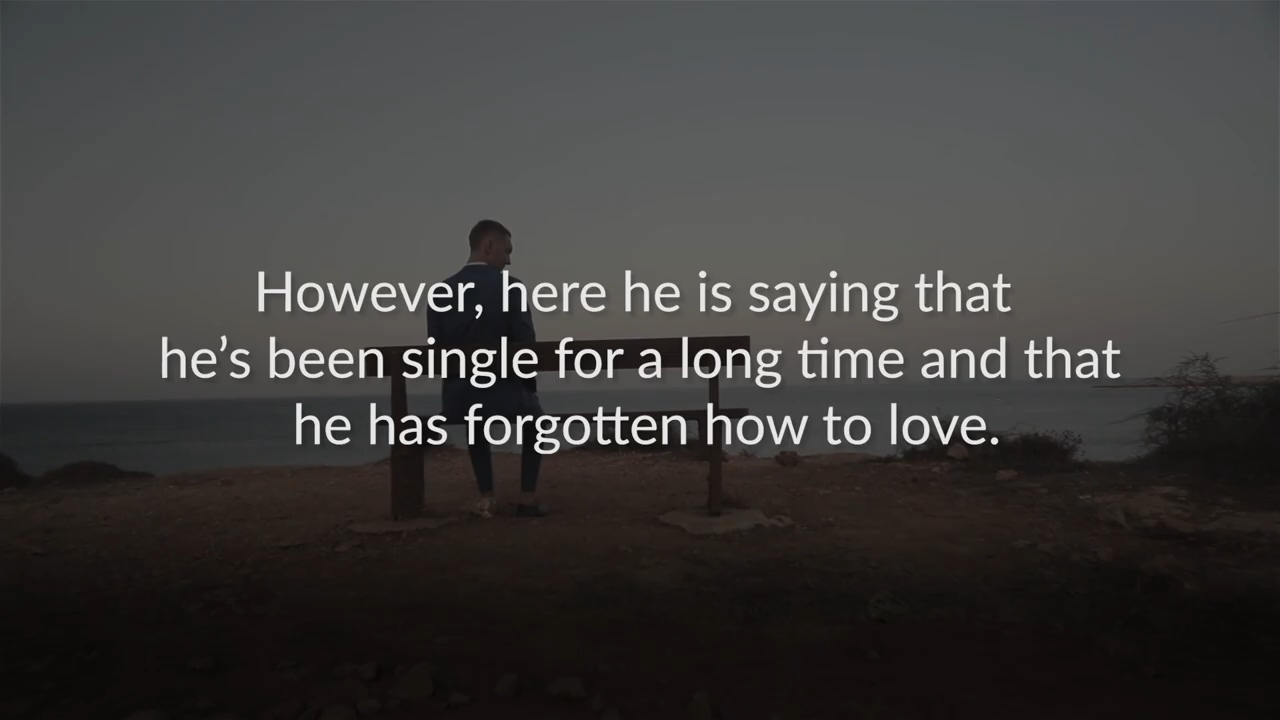 However, here he is saying that
he’s been single for a long time and that
he has forgotten how to love.